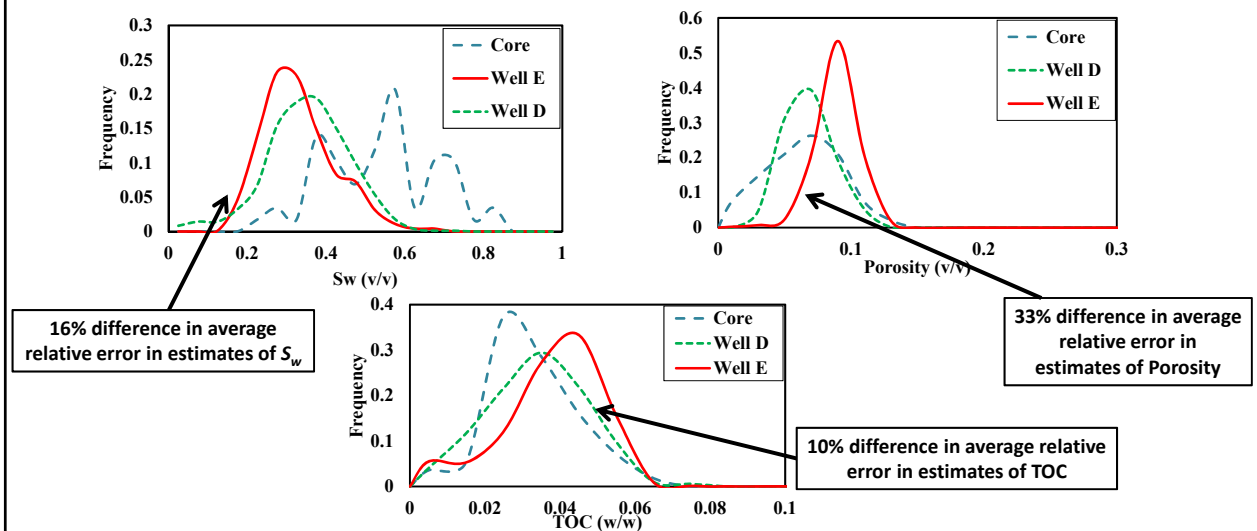 0.3
0.25
0.2
0.15
0.1
0.05
0
Frequency
0 0.2 0.4 0.6 0.8 1
Sw (v/v)
Core
Well E
Well D
0.6
0.5
0.4
0.3
0.2
0.1
0
Frequency
0 0.1 0.2 0.3
Porosity (v/v)
Core
Well D
Well E
16% difference in average
relative error in estimates of Sw
33% difference in average
relative error in
estimates of Porosity
0.4
0.3
0.2
0.1
0
Frequency
0 0.02 0.04 0.06 0.08 0.1
TOC (w/w)
Core
Well D
Well E
10% difference in average relative
error in estimates of TOC